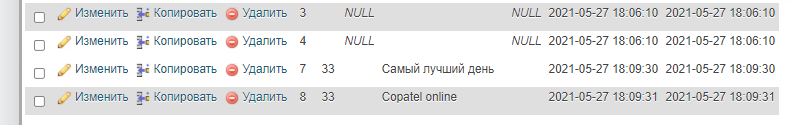 Изменить Копировать Удалить 3 NULL NULL 2021-05-27 18:06:10 2021-05-27 18:06:10
Изменить Копировать Удалить 4 NULL NULL 2021-05-27 18:06:10 2021-05-27 18:06:10
Изменить Копировать Удалить 7 33 Самый лучший день 2021-05-27 18:09:30 2021-05-27 18:09:30
Изменить Копировать Удалить 8 33 Copatel online 2021-05-27 18:09:31 2021-05-27 18:09:31